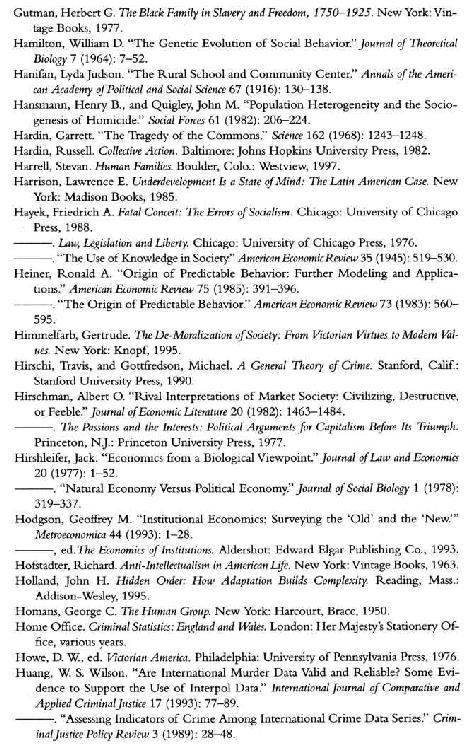 Gutman, Herbert G. The Black Family in Slavery and Freedom, 1750–1925. New York: Vin-
tage Books, 1977.
Hamilton, William D. “The Genetic Evolution of Social Behavior.” Journal of Theoretical
Biology 7 (1964): 7–52.
Hanifan, Lyda Judson. “The Rural School and Community Center.” Annals of the Ameri-
can Academy of Political and Social Science 67 (1916): 130–138.
Hansmann, Henry B., and Quigley, John M. “Population Heterogeneity and the Socio-
genesis of Homicide.” Social Forces 61 (1982): 206–224.
Hardin, Garrett. “The Tragedy of the Commons.” Science 162 (1968): 1243–1248.
Hardin, Russell. Collective Action. Baltimore: Johns Hopkins University Press, 1982.
Harrell, Stevan. Human Families. Boulder, Colo.: Westview, 1997.
Harrison, Lawrence E. Underdevelopment Is a State of Mind: The Latin American Case. New
York: Madison Books, 1985.
Hayek, Friedrich A. Fatal Conceit: The Errors of Socialism. Chicago: University of Chicago
Press, 1988.
———. Law, Legislation and Liberty. Chicago: University of Chicago Press, 1976.
———. “The Use of Knowledge in Society.” American Economic Review 35 (1945): 519–530.
Heiner, Ronald A. “Origin of Predictable Behavior: Further Modeling and Applica-
tions.” American Economic Review 75 (1985): 391–396.
———. “The Origin of Predictable Behavior.” American Economic Review 73 (1983): 560–
595.
Himmelfarb, Gertrude. The De-Moralization of Society: From Victorian Virtues to Modern Val-
ues. New York: Knopf, 1995.
Hirschi, Travis, and Gottfredson, Michael. A General Theory of Crime. Stanford, Calif.:
Stanford University Press, 1990.
Hirschman, Albert O. “Rival Interpretations of Market Society: Civilizing, Destructive,
or Feeble.” Journal of Economic Literature 20 (1982): 1463–1484.
———. The Passions and the Interests: Political Arguments for Capitalism Before Its Triumph.
Princeton, N.J.: Princeton University Press, 1977.
Hirshleifer, Jack. “Economics from a Biological Viewpoint.” Journal of Law and Economics
20 (1977): 1–52.
———. “Natural Economy Versus Political Economy.” Journal of Social Biology 1 (1978):
319–337.
Hodgson, Geoffrey M. “Institutional Economics: Surveying the ‘Old’ and the ‘New.’”
Metroeconomica 44 (1993): 1–28.
———, ed. The Economics of Institutions. Aldershot: Edward Elgar Publishing Co., 1993.
Hofstadter, Richard. Anti-Intellectualism in American Life. New York: Vintage Books, 1963.
Holland, John H. Hidden Order: How Adaptation Builds Complexity. Reading, Mass.:
Addison-Wesley, 1995.
Homans, George C. The Human Group. New York: Harcourt, Brace, 1950.
Home Office. Criminal Statistics: England and Wales. London: Her Majesty’s Stationery Of-
fice, various years.
Howe, D. W., ed. Victorian America. Philadelphia: University of Pennsylvania Press, 1976.
Huang, W. S. Wilson. “Are International Murder Data Valid and Reliable? Some Evi-
dence to Support the Use of Interpol Data.” International Journal of Comparative and
Applied Criminal Justice 17 (1993): 77–89.
———. “Assessing Indicators of Crime Among International Crime Data Series.” Crim-
inal Justice Policy Review 3 (1989): 28–48.